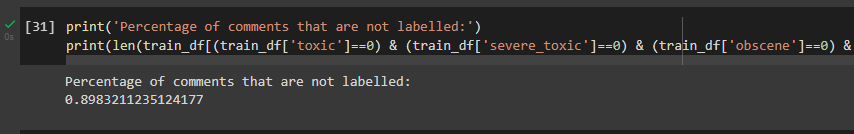 [31] print('Percentage of comments that are not labelled:')
print(len(train_df[(train_df['toxic']==0) & (train_df['severe_toxic']==0) & (train_df['obscene']==0) &
0s
Percentage of comments that are not labelled:
0.8983211235124177